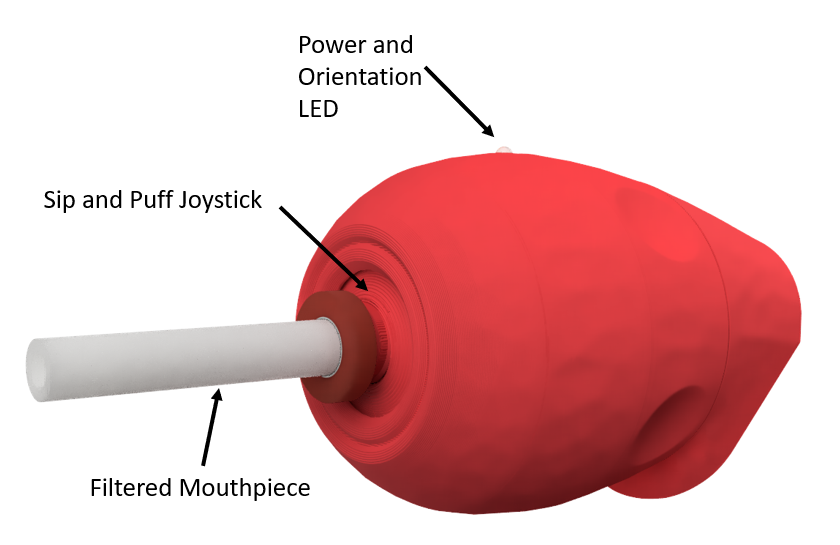 Power and
Orientation
LED
Sip and Puff Joystick
Filtered Mouthpiece